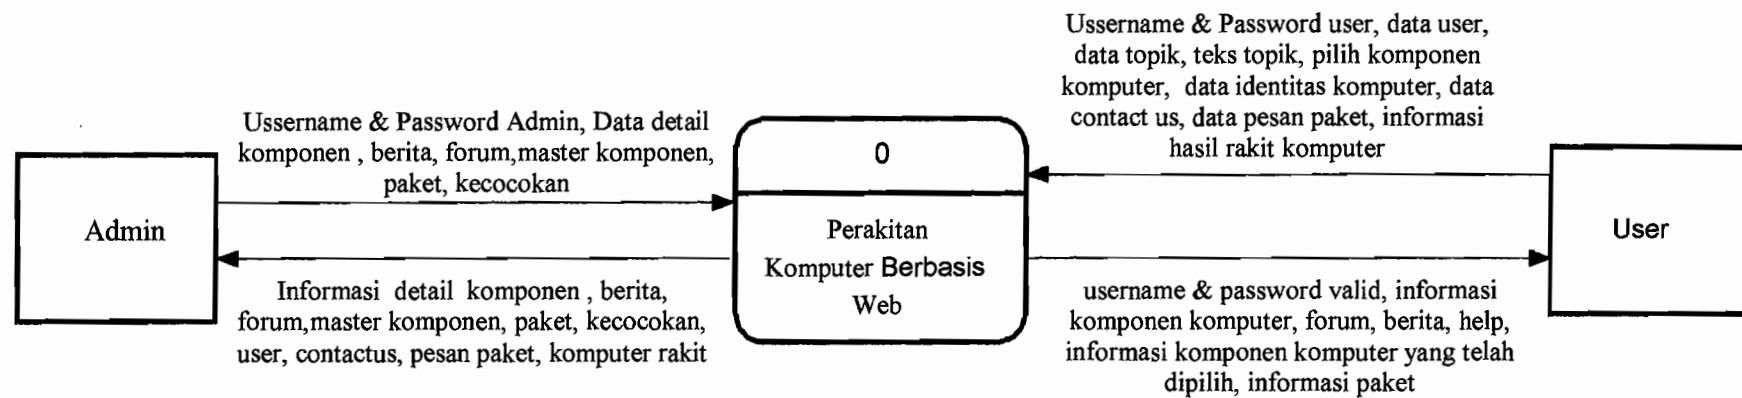 Ussername & Password user, data user,
data topik, teks topik, pilih komponen
komputer, data identitas komputer, data
contact us, data pesan paket, informasi
hasil rakit komputer
Ussername & Password Admin, Data detail
komponen , berita, forum,master komponen,
paket, kecocokan
Admin
0
Perakitan
Komputer Berbasis
Web
User
Informasi detail komponen , berita,
forum,master komponen, paket, kecocokan,
user, contactus, pesan paket, komputer rakit
username & password valid, informasi
komponen komputer, forum, berita, help,
informasi komponen komputer yang telah
dipilih, informasi paket